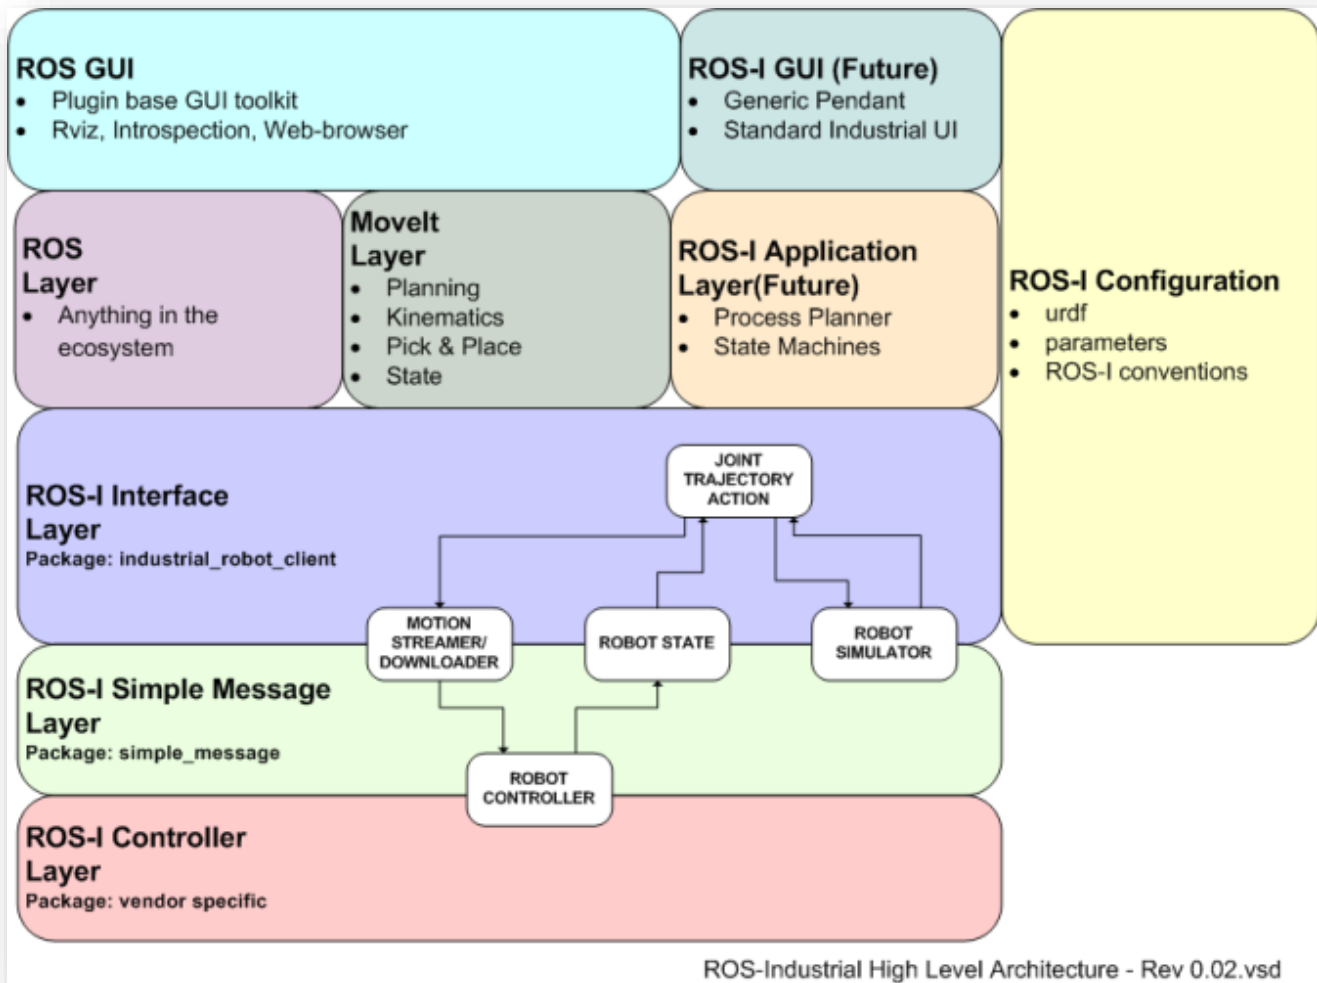 ROS GUI
• Plugin base GUI toolkit
• Rviz, Introspection, Web-browser
ROS-I GUI (Future)
• Generic Pendant
• Standard Industrial UI
ROS
Layer
• Anything in the
ecosystem
MoveIt
Layer
• Planning
• Kinematics
• Pick & Place
• State
ROS-I Application
Layer(Future)
• Process Planner
• State Machines
ROS-I Configuration
• urdf
• parameters
• ROS-I conventions
ROS-I Interface
Layer
Package: industrial_robot_client
JOINT
TRAJECTORY
ACTION
MOTION
STREAMER/
DOWNLOADER
ROBOT STATE
ROBOT
SIMULATOR
ROS-I Simple Message
Layer
Package: simple_message
ROBOT
CONTROLLER
ROS-I Controller
Layer
Package: vendor specific
ROS-Industrial High Level Architecture - Rev 0.02.vsd